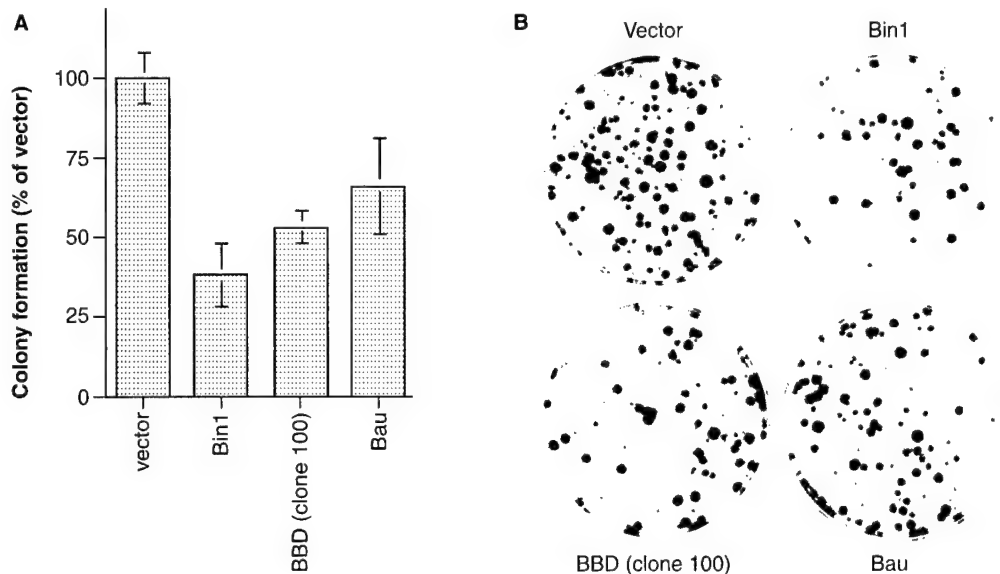 A
Colony formation (% of vector)
100
75
50
25
0
vector
Bin1
BBD (clone 100)
Bau
B
Vector
Bin1
BBD (clone 100)
Bau